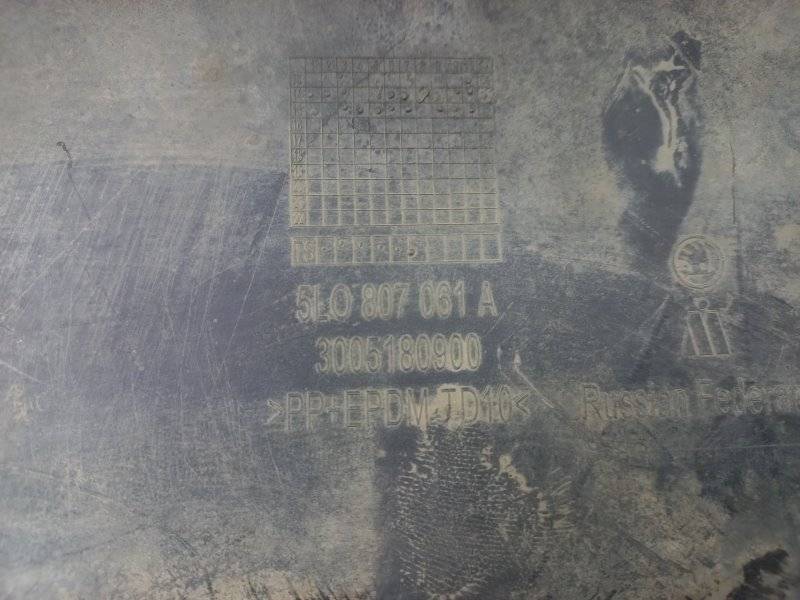 5L0 807 061 A
3005180900
>PP+EPDM-TD10<
Russian Federa